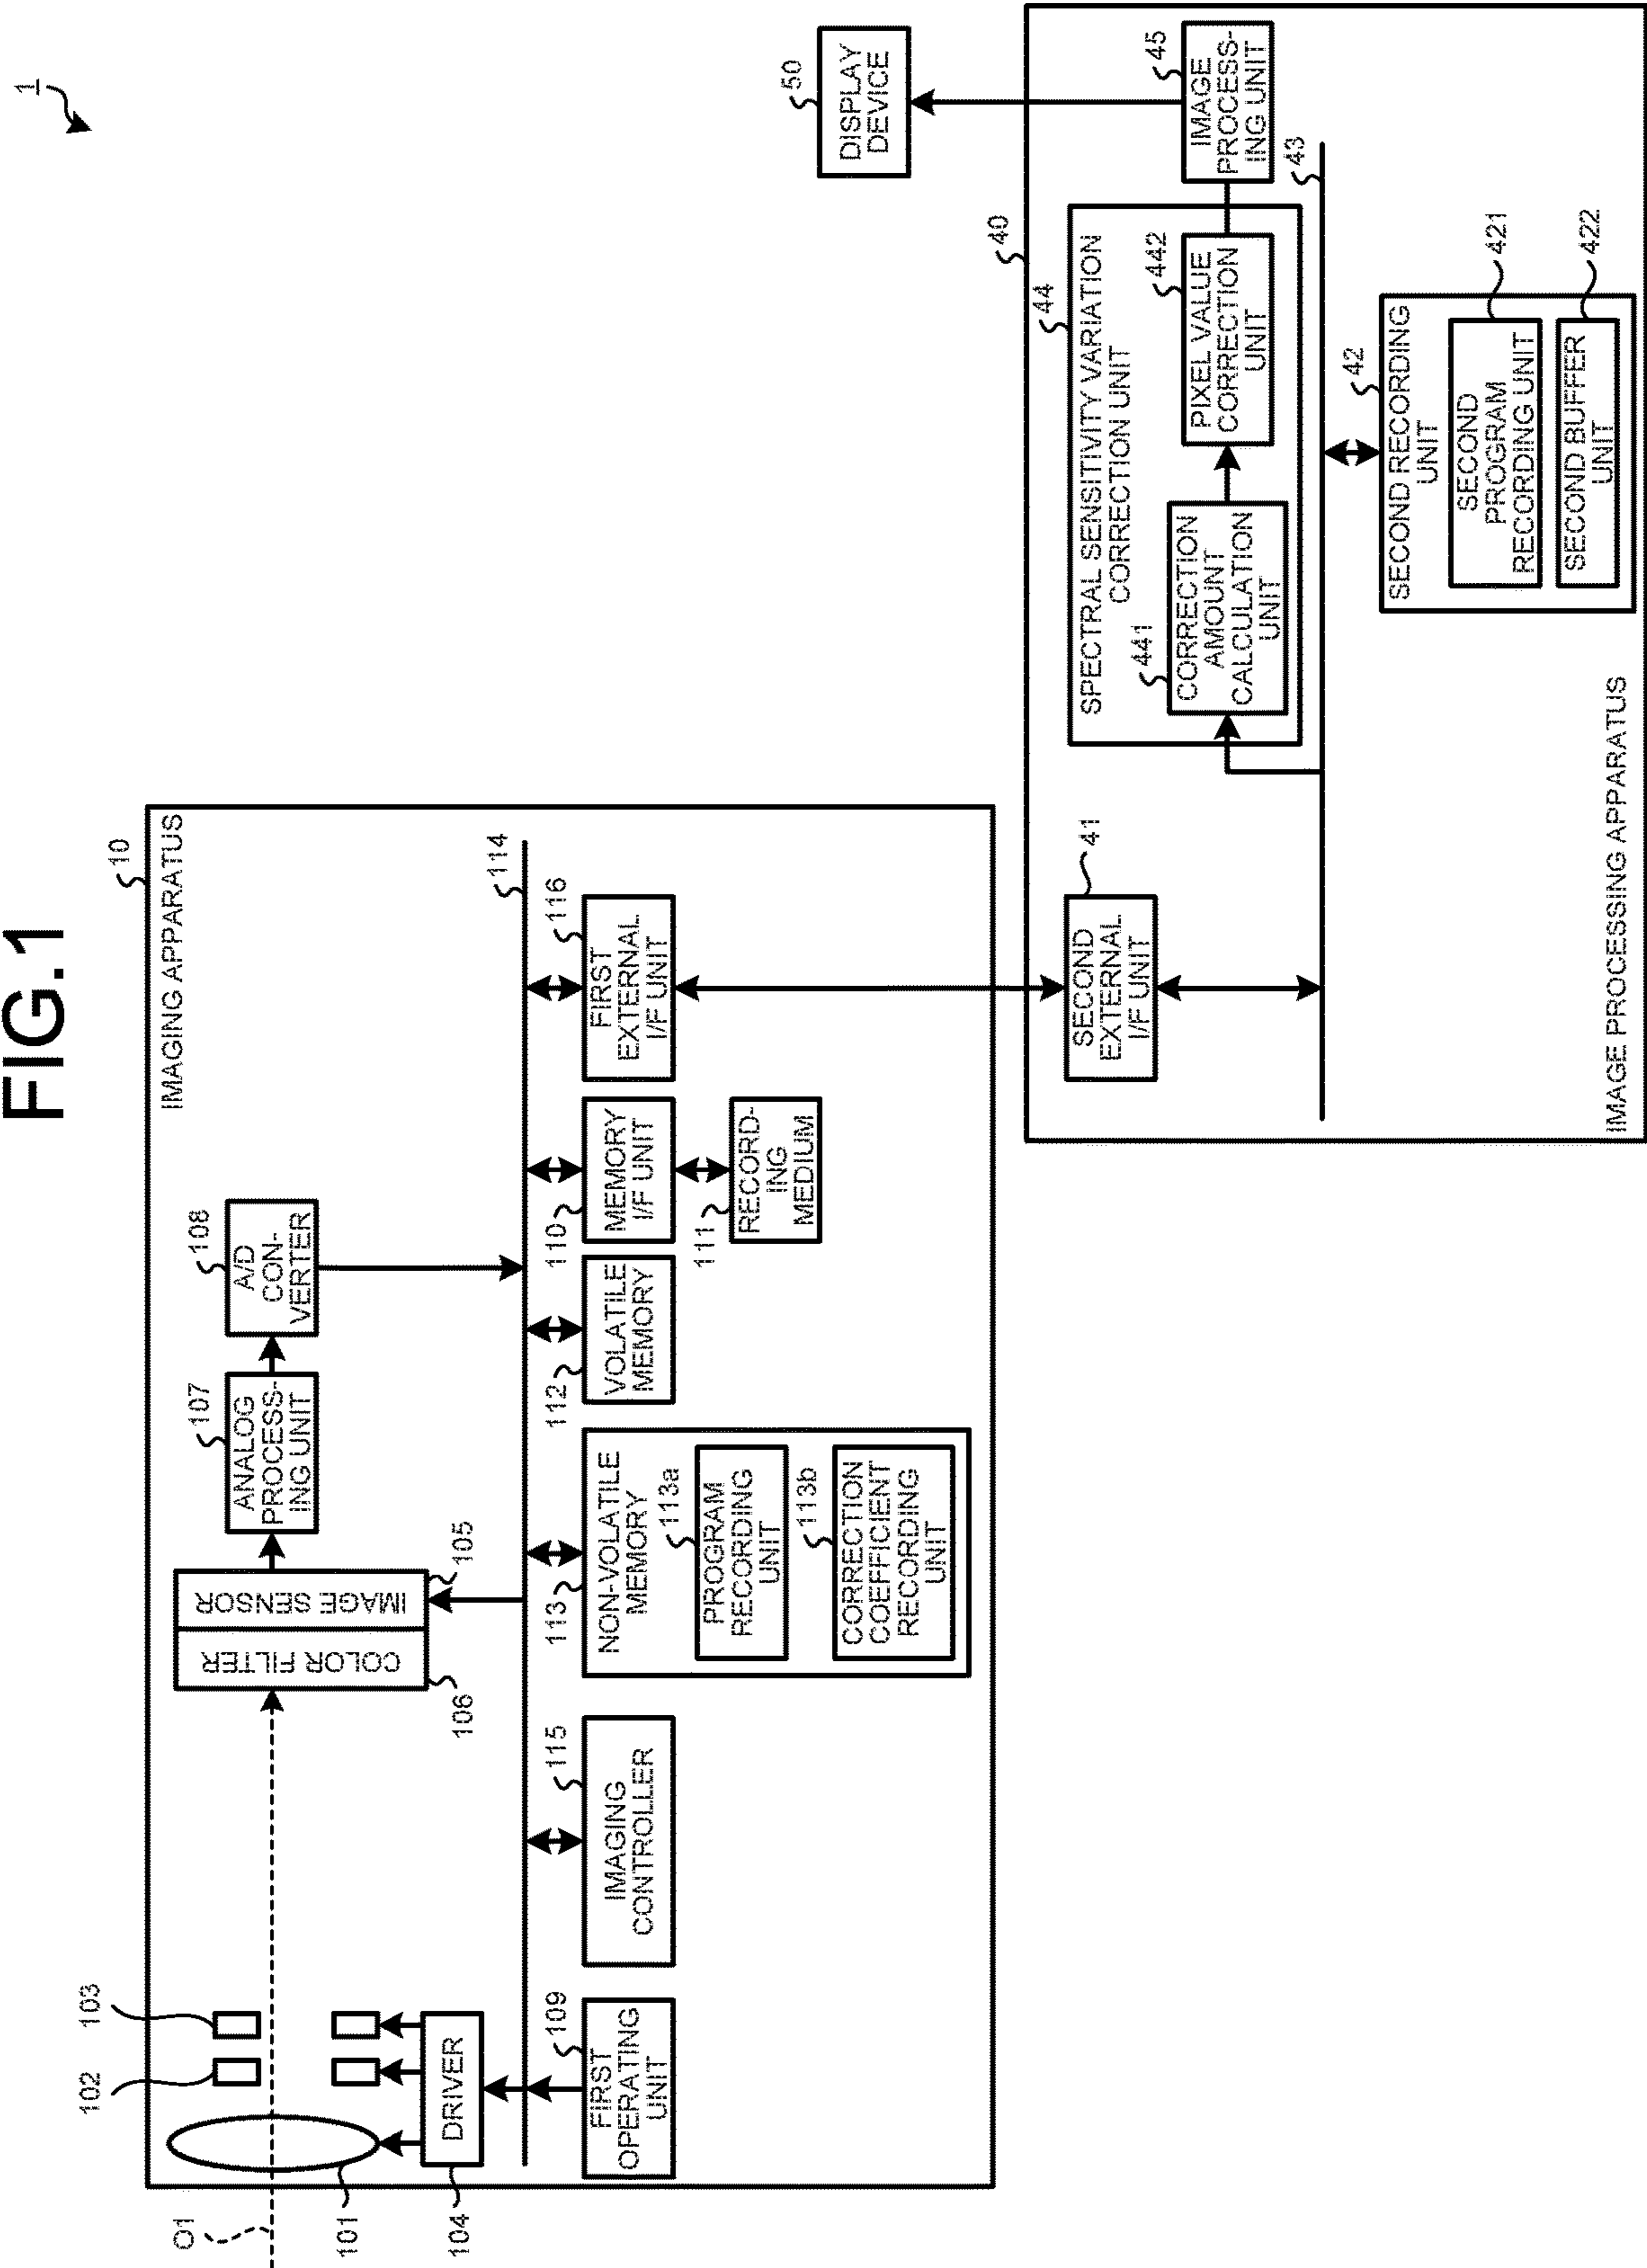 FIG.1
1
10
IMAGING APPARATUS
O1
101
102
103
104
DRIVER
COLOR FILTER
106
IMAGE SENSOR
105
107
ANALOG
PROCESS-
ING UNIT
108
A/D
CON-
VERTER
114
109
FIRST
OPERATING
UNIT
115
IMAGING
CONTROLLER
113
NON-VOLATILE
MEMORY
113a
PROGRAM
RECORDING
UNIT
113b
CORRECTION
COEFFICIENT
RECORDING
UNIT
112
VOLATILE
MEMORY
110
MEMORY
I/F UNIT
111
RECORD-
ING
MEDIUM
116
FIRST
EXTERNAL
I/F UNIT
50
DISPLAY
DEVICE
40
41
SECOND
EXTERNAL
I/F UNIT
44
SPECTRAL SENSITIVITY VARIATION
CORRECTION UNIT
441
CORRECTION
AMOUNT
CALCULATION
UNIT
442
PIXEL VALUE
CORRECTION
UNIT
45
IMAGE
PROCESS-
ING UNIT
43
42
SECOND RECORDING
UNIT
SECOND
PROGRAM
RECORDING UNIT
421
SECOND BUFFER
UNIT
422
IMAGE PROCESSING APPARATUS